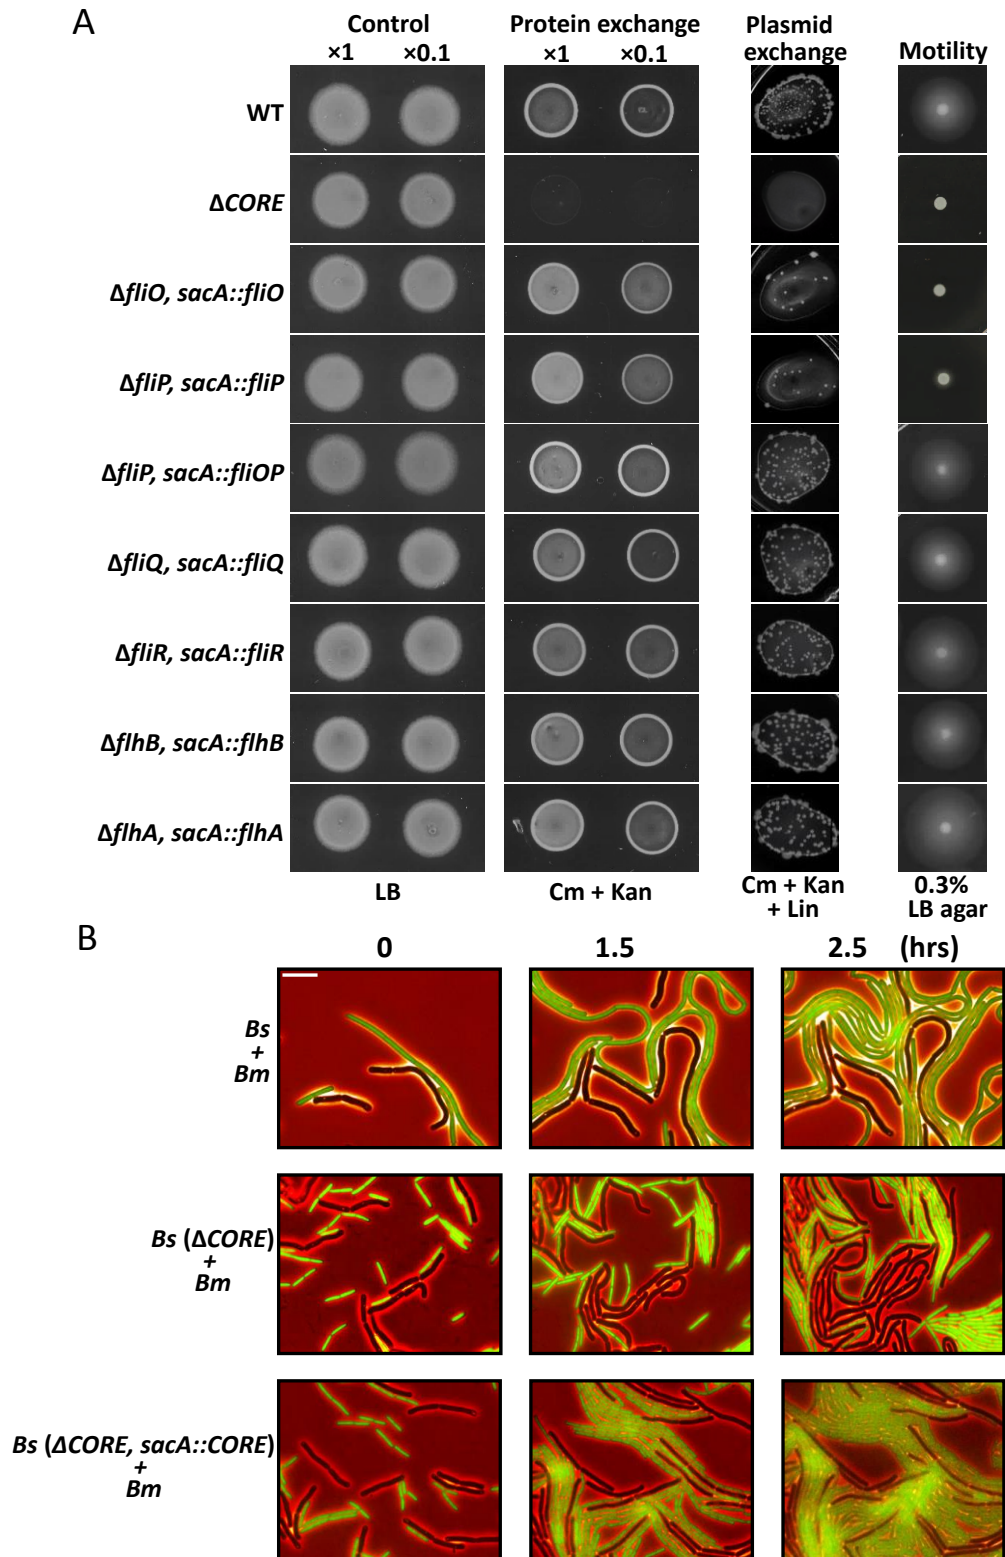 A
Control
Protein exchange
Plasmid
exchange
Motility
×1
×0.1
×1
×0.1
WT
ΔCORE
ΔfliO, sacA::fliO
ΔfliP, sacA::fliP
ΔfliP, sacA::fliOP
ΔfliQ, sacA::fliQ
ΔfliR, sacA::fliR
ΔflhB, sacA::flhB
ΔflhA, sacA::flhA
LB
Cm + Kan
Cm + Kan
+ Lin
0.3%
LB agar
B
0
1.5
2.5 (hrs)
Bs
+
Bm
Bs (ΔCORE)
+
Bm
Bs (ΔCORE, sacA::CORE)
+
Bm